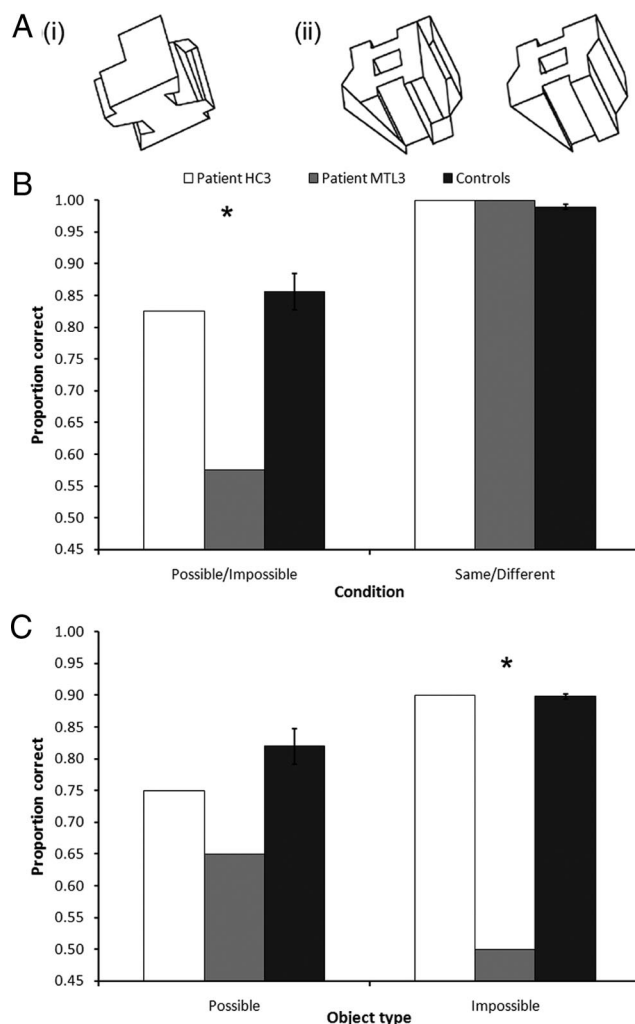 A (i) (ii)
B
Patient HC3 Patient MTL3 Controls
1.00
0.95
0.90
0.85
0.80
0.75
0.70
0.65
0.60
0.55
0.50
0.45
*
Proportion correct
Possible/Impossible Same/Different
Condition
C
1.00
0.95
0.90
0.85
0.80
0.75
0.70
0.65
0.60
0.55
0.50
0.45
*
Proportion correct
Possible Impossible
Object type